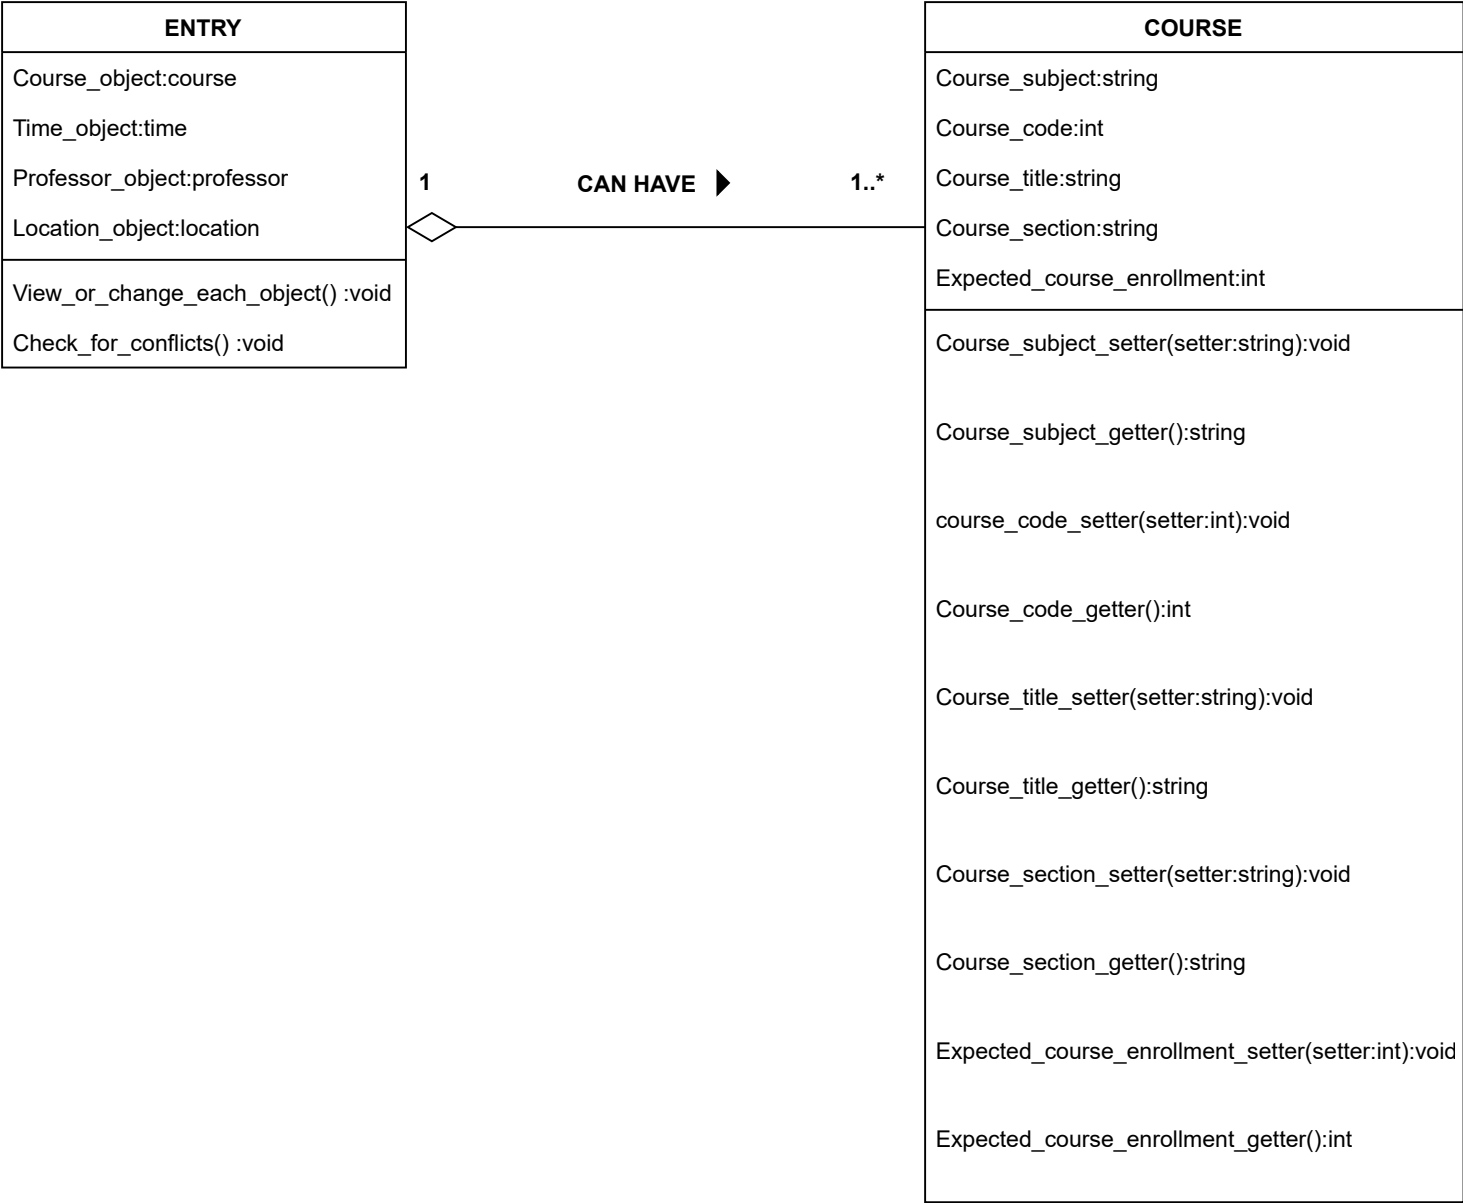 ENTRY
Course_object:course
Time_object:time
Professor_object:professor
Location_object:location
View_or_change_each_object() :void
Check_for_conflicts() :void
1
CAN HAVE
1..*
COURSE
Course_subject:string
Course_code:int
Course_title:string
Course_section:string
Expected_course_enrollment:int
Course_subject_setter(setter:string):void
Course_subject_getter():string
course_code_setter(setter:int):void
Course_code_getter():int
Course_title_setter(setter:string):void
Course_title_getter():string
Course_section_setter(setter:string):void
Course_section_getter():string
Expected_course_enrollment_setter(setter:int):void
Expected_course_enrollment_getter():int